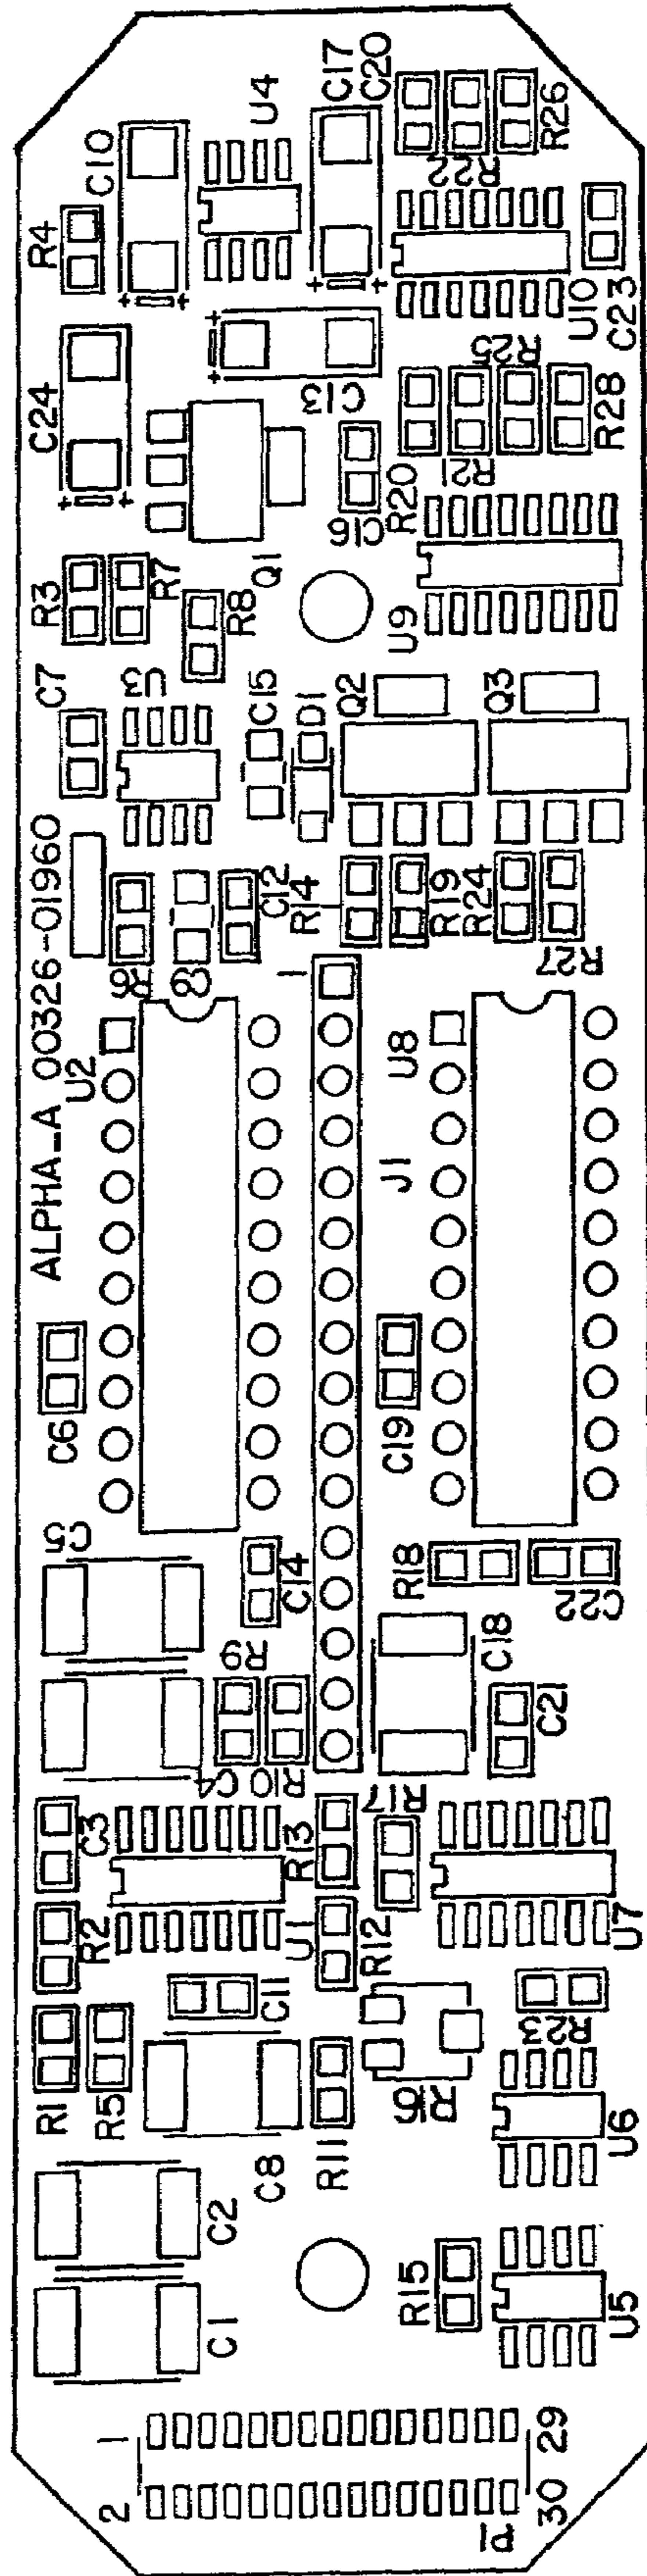 C17
C20
U4
R26
R22
C10
R4
U10
C23
R25
C13
C24
R28
R21
R20
C16
Q1
R3
R7
R8
U9
C7
U3
C15
D1
Q2
Q3
ALPHA_A 00326-01960
C12
R14
R19
R24
R27
R6
C9
1
U2
U8
J1
C6
C19
C5
C14
R18
C22
R9
C18
C21
C4
R10
R17
C3
R13
R2
U1
R12
U7
C11
R23
R1
R5
R16
R11
C8
U6
C2
C1
R15
U5
1
29
2
30
P1